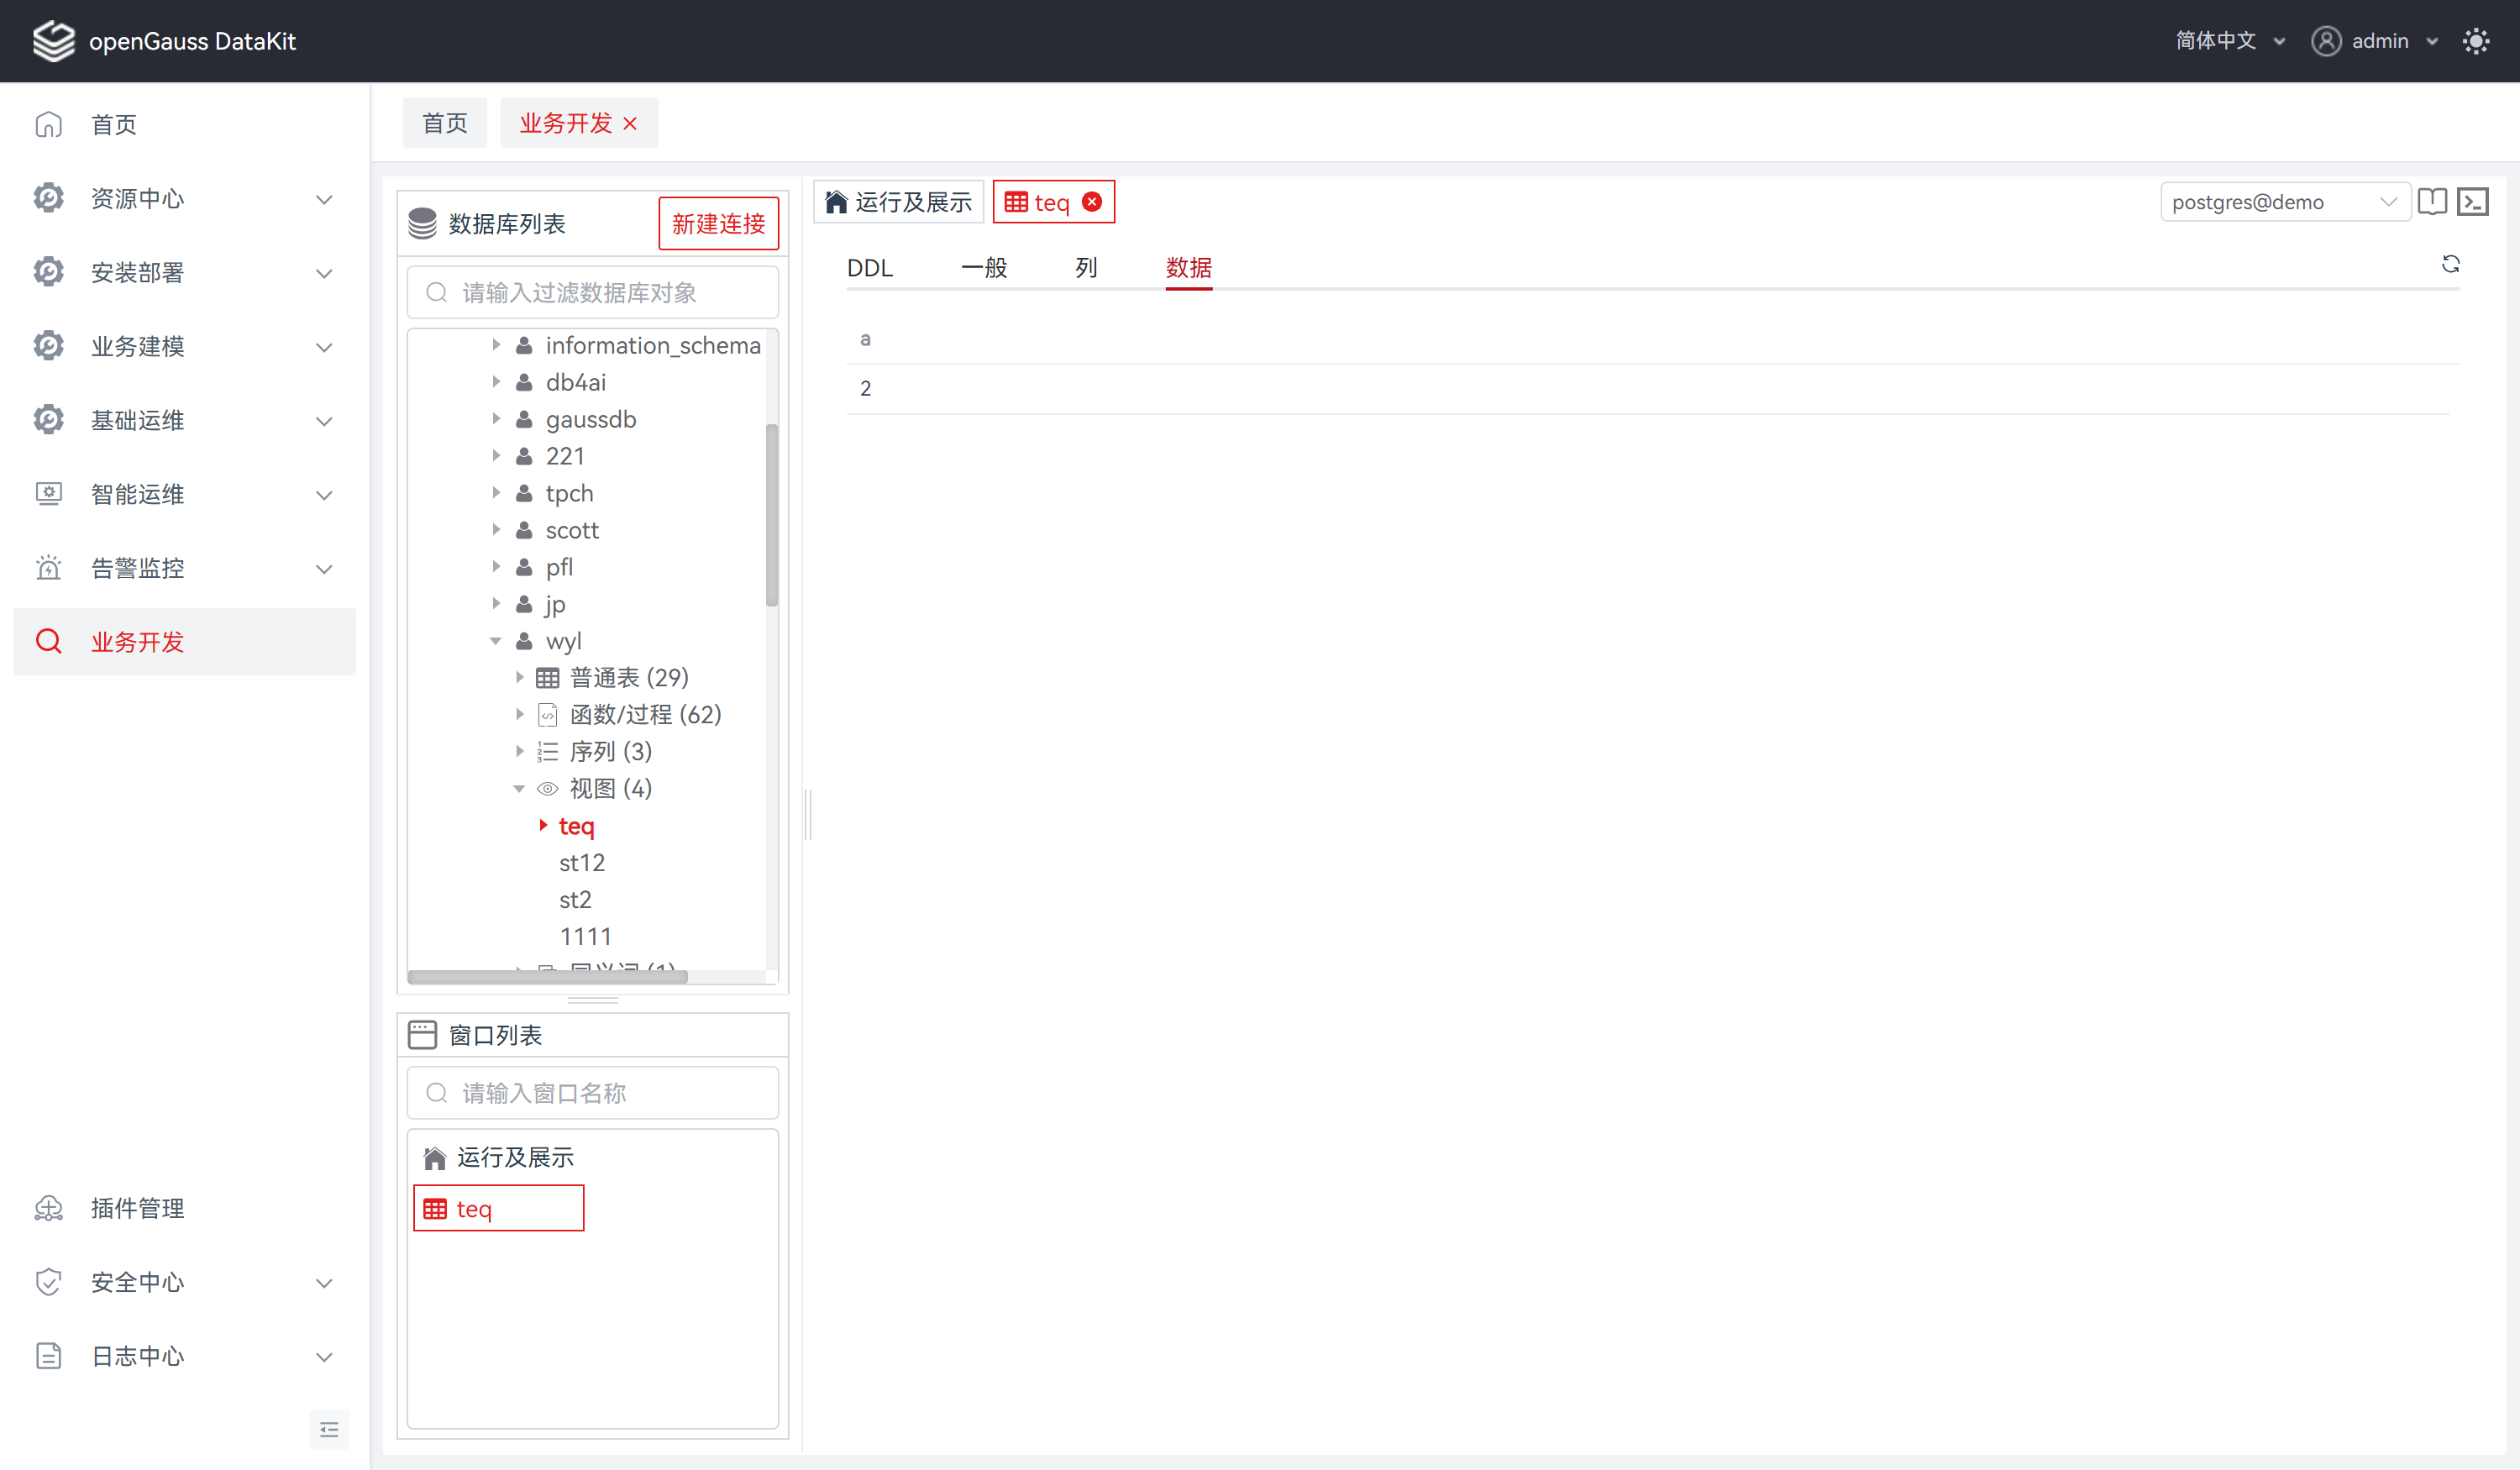 openGauss DataKit
简体中文
admin
首页
资源中心
安装部署
业务建模
基础运维
智能运维
告警监控
业务开发
插件管理
安全中心
日志中心
首页
业务开发
数据库列表
新建连接
请输入过滤数据库对象
information_schema
db4ai
gaussdb
221
tpch
scott
pfl
jp
wyl
普通表 (29)
函数/过程 (62)
序列 (3)
视图 (4)
teq
st12
st2
1111
同义词 (1)
窗口列表
请输入窗口名称
运行及展示
teq
运行及展示
teq
postgres@demo
DDL
一般
列
数据
a
2